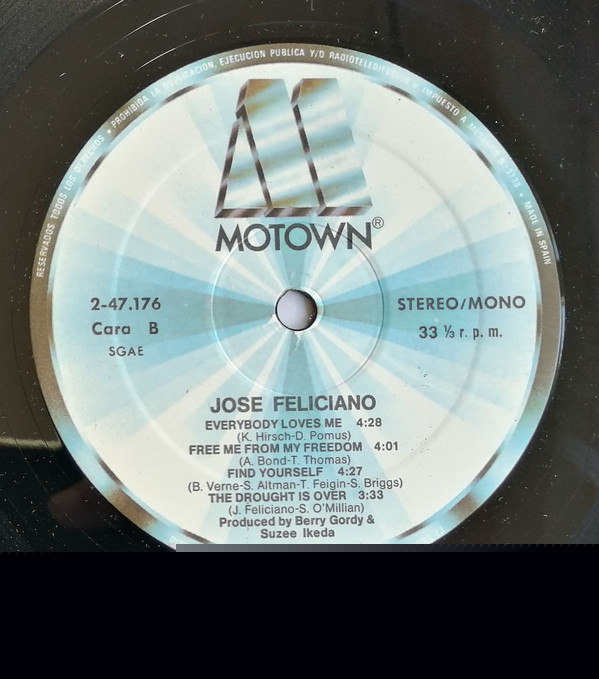 RESERVADOS TODOS LOS DERECHOS • PROHIBIDA LA DUPLICACION, EJECUCION PUBLICA Y/O RADIOTELEDIFUSION • IMPUESTO A
• MADE IN SPAIN
MOTOWN®
2-47.176
STEREO/MONO
Cara B
33 ⅓ r. p. m.
SGAE
JOSE FELICIANO
EVERYBODY LOVES ME 4:28
(K. Hirsch-D. Pomus)
FREE ME FROM MY FREEDOM 4:01
(A. Bond-T. Thomas)
FIND YOURSELF 4:27
(B. Verne-S. Altman-T. Feigin-S. Briggs)
THE DROUGHT IS OVER 3:33
(J. Feliciano-S. O'Millian)
Produced by Berry Gordy &
Suzee Ikeda